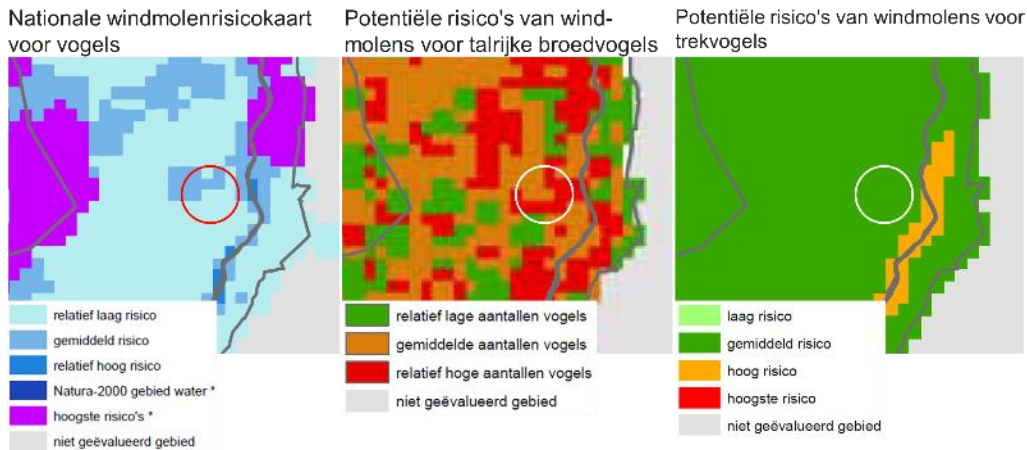 Nationale windmolenrisicokaart
voor vogels
relatief laag risico
gemiddeld risico
relatief hoog risico
Natura-2000 gebied water *
hoogste risico's *
niet geëvalueerd gebied
Potentiële risico's van wind-
molens voor talrijke broedvogels
relatief lage aantallen vogels
gemiddelde aantallen vogels
relatief hoge aantallen vogels
niet geëvalueerd gebied
Potentiële risico's van windmolens voor
trekvogels
laag risico
gemiddeld risico
hoog risico
hoogste risico
niet geëvalueerd gebied